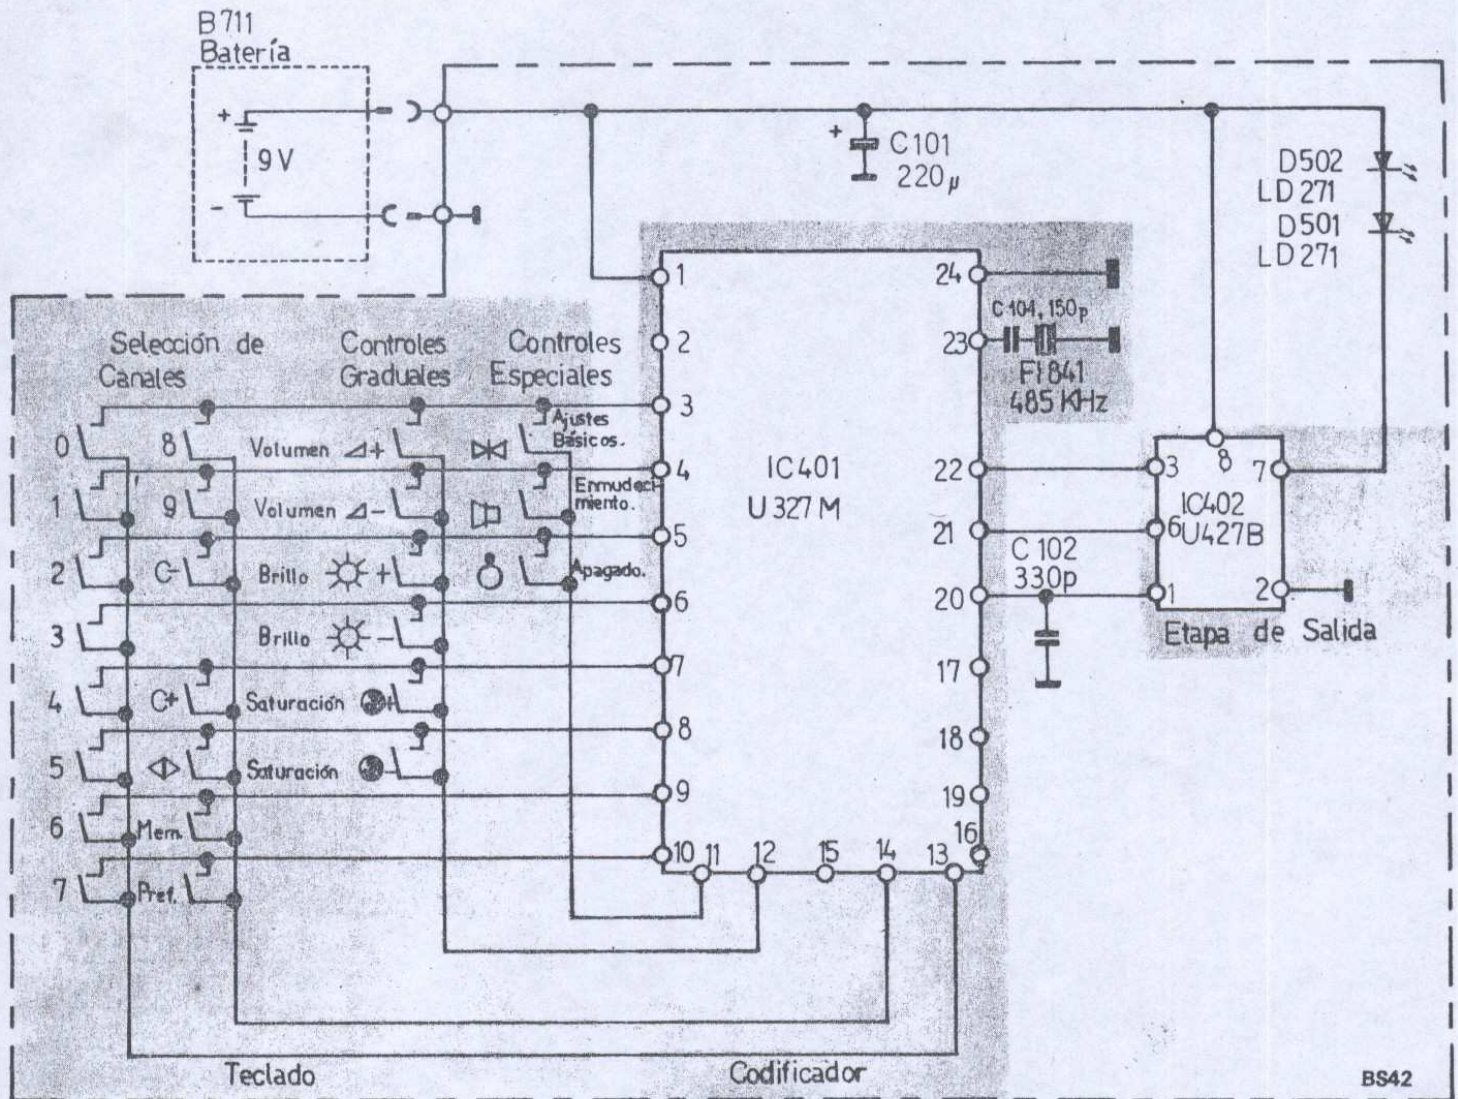 B711
Batería
+
9V
-
+
C101
220µ
D502
LD 271
D501
LD 271
Selección de
Canales
Controles
Graduales
Controles
Especiales
0
8
Volumen +
Ajustes
Básicos.
1
9
Volumen -
Enmudeci-
miento.
2
C-
Brillo +
Apagado.
3
Brillo -
4
C+
Saturación +
5
Saturación -
6
Mem.
7
Pref.
1
2
3
4
5
6
7
8
9
10
11
12
15
14
13
16
19
18
17
20
21
22
23
24
IC401
U327M
C104, 150p
FI 841
485 KHz
C 102
330p
3
8
7
IC402
6
U427B
1
2
Etapa de Salida
Teclado
Codificador
BS42